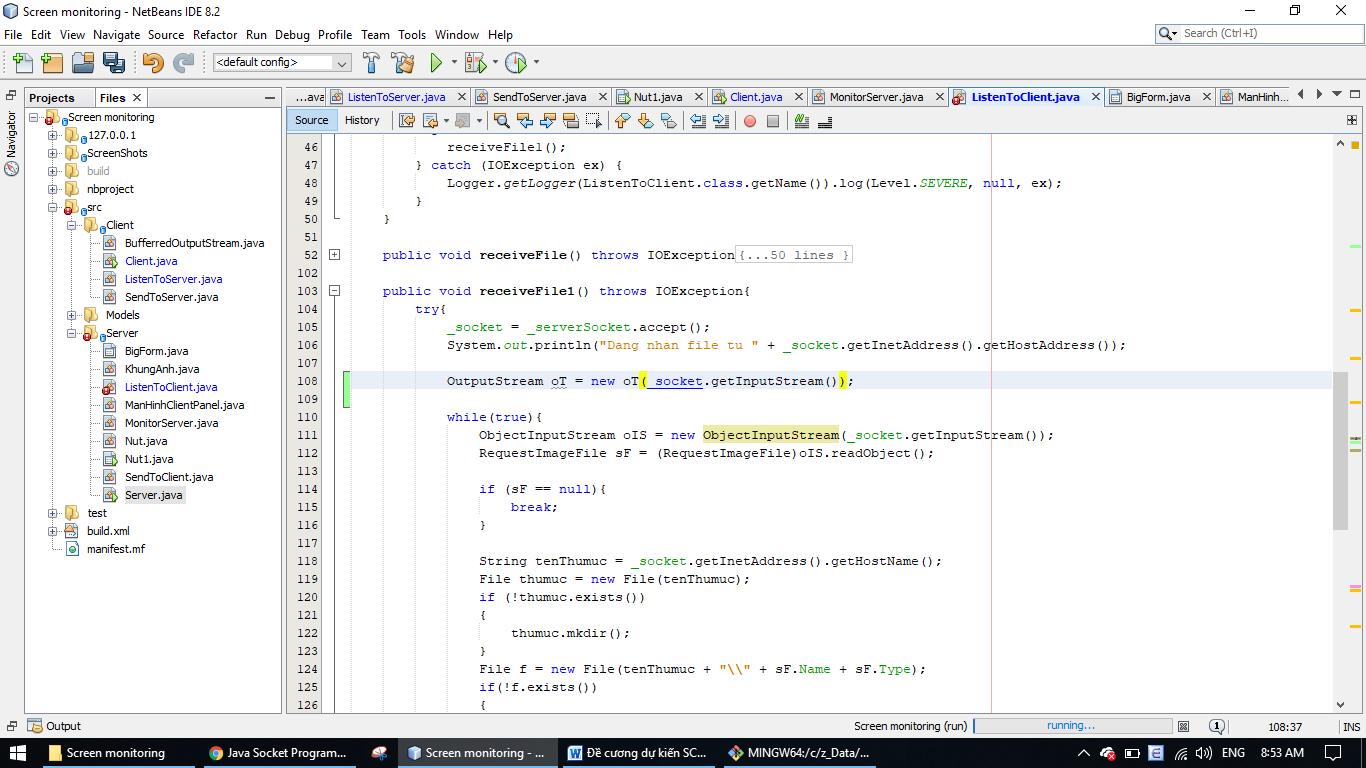 Screen monitoring - NetBeans IDE 8.2
File Edit View Navigate Source Refactor Run Debug Profile Team Tools Window Help
Search (Ctrl+I)
<default config>
Projects Files
Navigator
Screen monitoring
127.0.0.1
ScreenShots
build
nbproject
src
Client
BufferredOutputStream.java
Client.java
ListenToServer.java
SendToServer.java
Models
Server
BigForm.java
KhungAnh.java
ListenToClient.java
ManHinhClientPanel.java
MonitorServer.java
Nut.java
Nut1.java
SendToClient.java
Server.java
test
build.xml
manifest.mf
...ava ListenToServer.java SendToServer.java Nut1.java Client.java MonitorServer.java ListenToClient.java BigForm.java ManHinh...
Source History
46 receiveFile1();
47 } catch (IOException ex) {
48 Logger.getLogger(ListenToClient.class.getName()).log(Level.SEVERE, null, ex);
49 }
50 }
51
52 public void receiveFile() throws IOException{...50 lines }
102
103 public void receiveFile1() throws IOException{
104 try{
105 _socket = _serverSocket.accept();
106 System.out.println("Dang nhan file tu " + _socket.getInetAddress().getHostAddress());
107
108 OutputStream oT = new oT(_socket.getInputStream());
109
110 while(true){
111 ObjectInputStream oIS = new ObjectInputStream(_socket.getInputStream());
112 RequestImageFile sF = (RequestImageFile)oIS.readObject();
113
114 if (sF == null){
115 break;
116 }
117
118 String tenThumuc = _socket.getInetAddress().getHostName();
119 File thumuc = new File(tenThumuc);
120 if (!thumuc.exists())
121 {
122 thumuc.mkdir();
123 }
124 File f = new File(tenThumuc + "\\" + sF.Name + sF.Type);
125 if(!f.exists())
126 {
Output
Screen monitoring (run) running... 1 108:37 INS
Screen monitoring Java Socket Program... Screen monitoring - ... Đề cương dự kiến SC... MINGW64:/c/z_Data/... ENG 8:53 AM